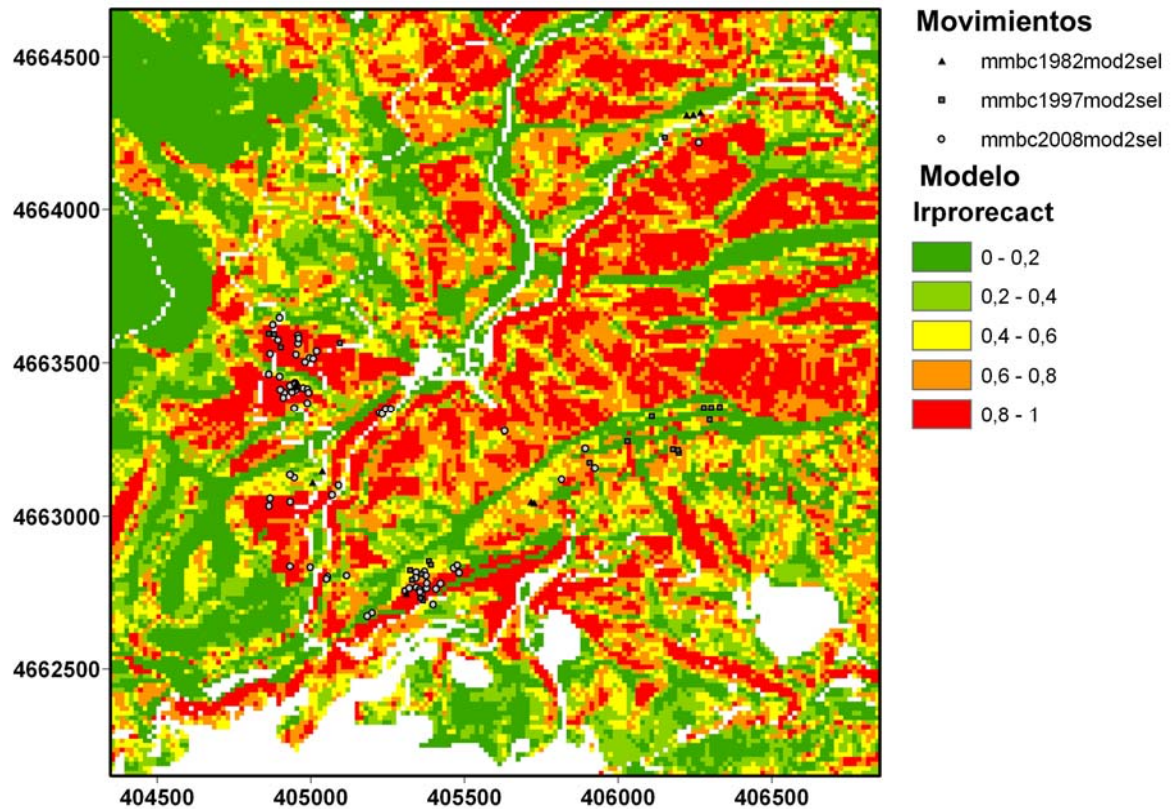 4664500
4664000
4663500
4663000
4662500
404500 405000 405500 406000 406500
Movimientos
mmbc1982mod2sel
mmbc1997mod2sel
mmbc2008mod2sel
Modelo
lrprorecact
0 - 0,2
0,2 - 0,4
0,4 - 0,6
0,6 - 0,8
0,8 - 1